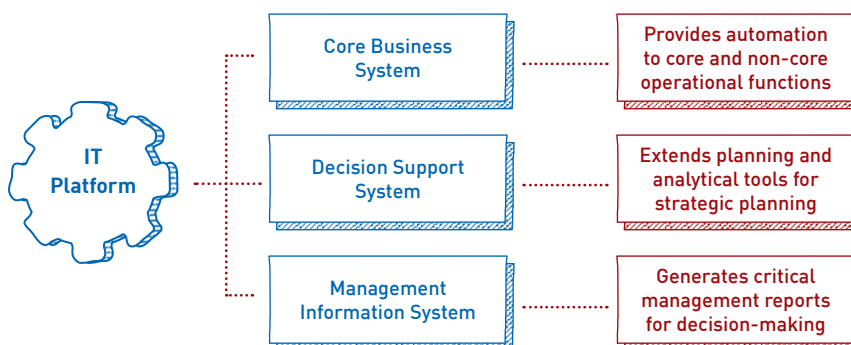 IT
Platform
Core Business
System
Provides automation
to core and non-core
operational functions
Decision Support
System
Extends planning and
analytical tools for
strategic planning
Management
Information System
Generates critical
management reports
for decision-making